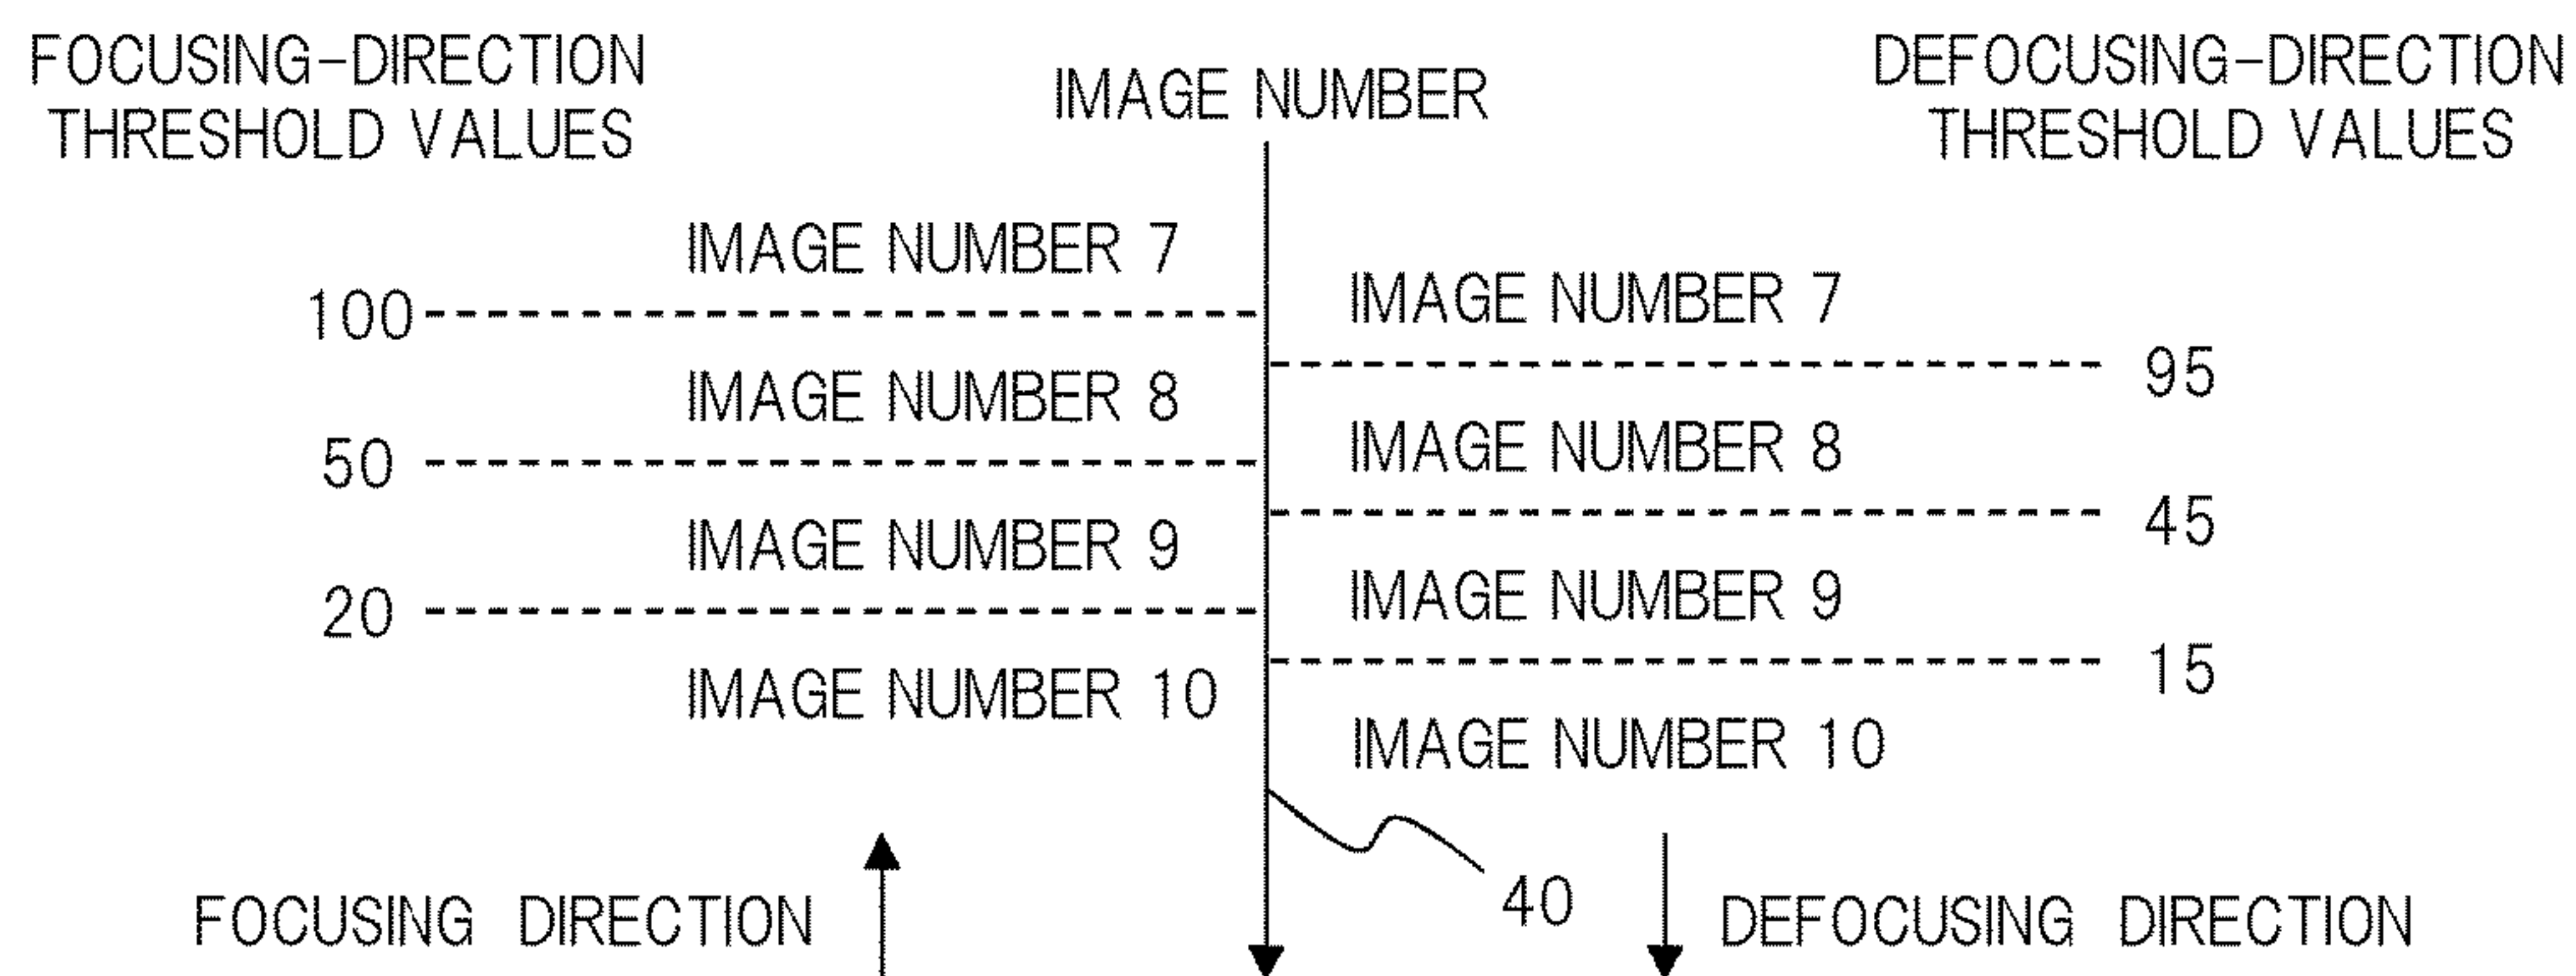 FOCUSING-DIRECTION
THRESHOLD VALUES
IMAGE NUMBER
DEFOCUSING-DIRECTION
THRESHOLD VALUES
IMAGE NUMBER 7
100
IMAGE NUMBER 7
95
IMAGE NUMBER 8
50
IMAGE NUMBER 8
45
IMAGE NUMBER 9
20
IMAGE NUMBER 9
15
IMAGE NUMBER 10
IMAGE NUMBER 10
40
FOCUSING DIRECTION
DEFOCUSING DIRECTION